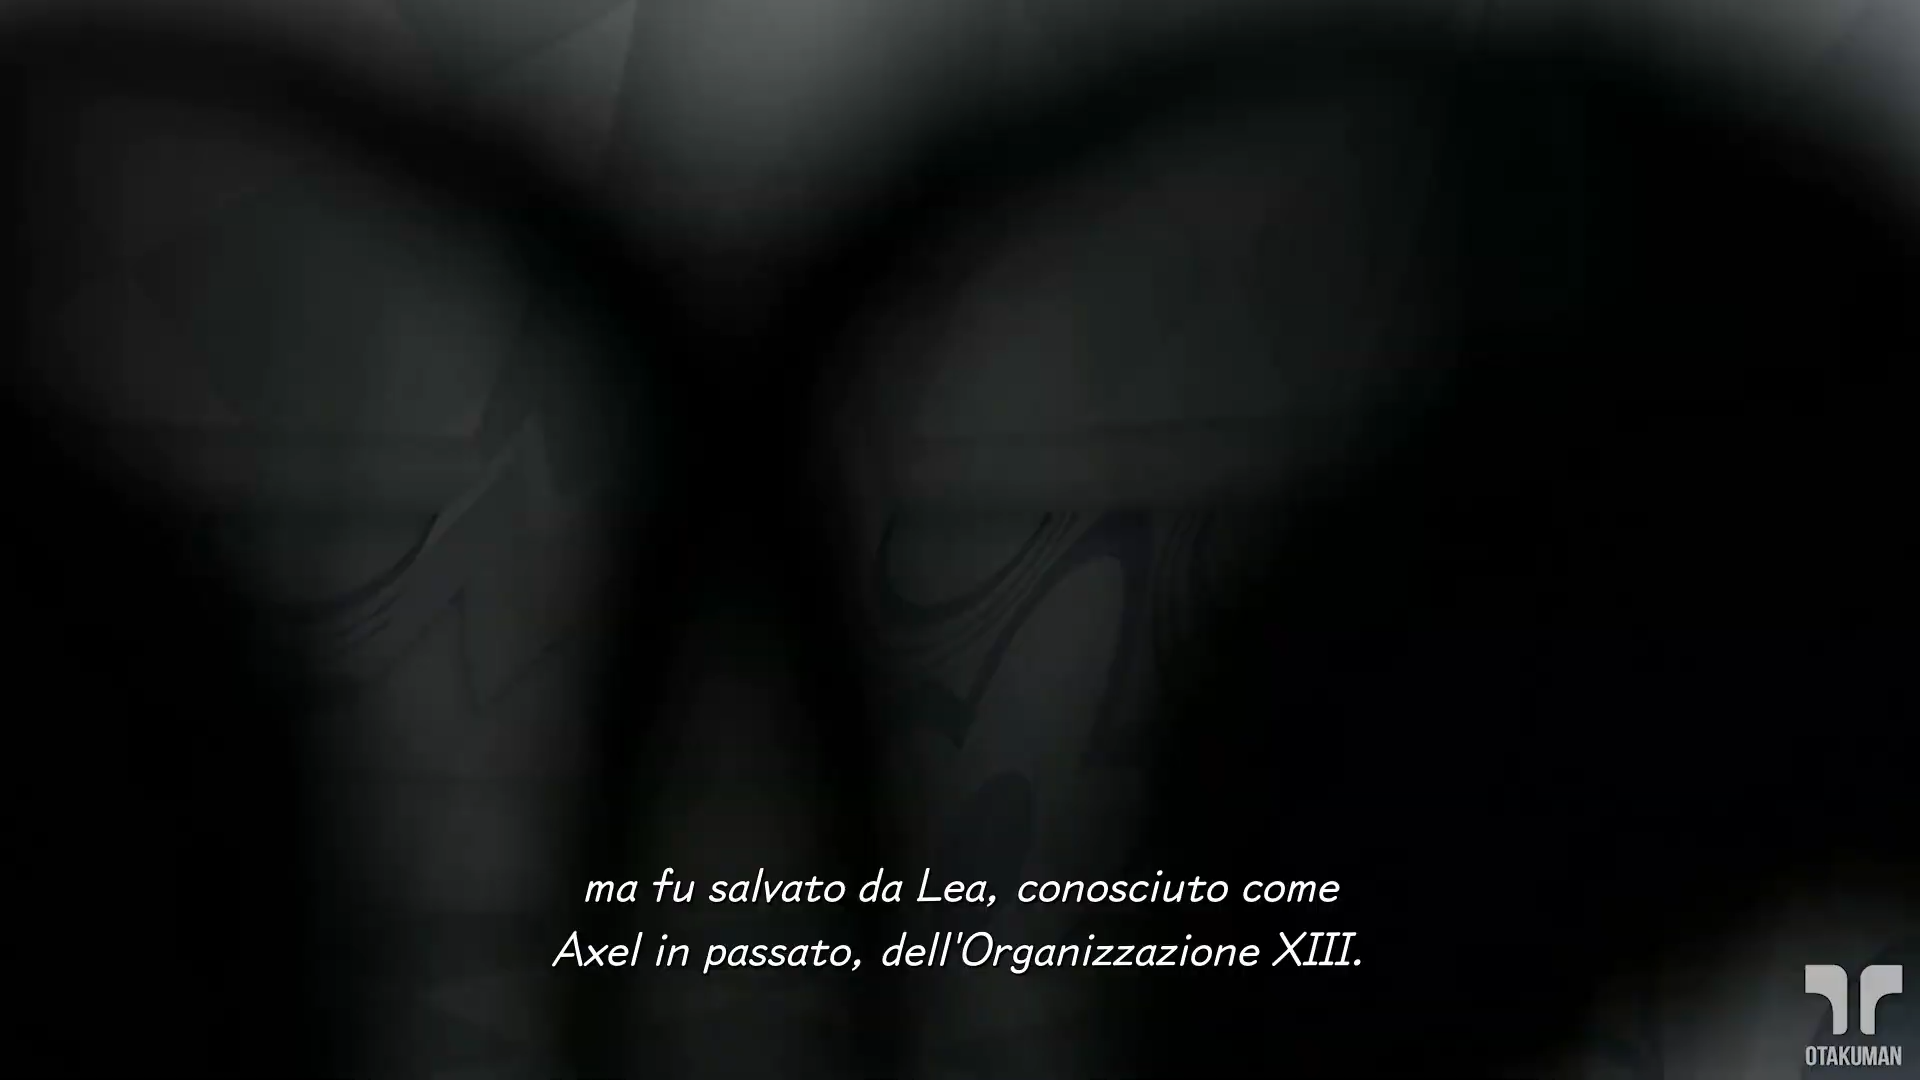 ma fu salvato da Lea, conosciuto come
Axel in passato, dell'Organizzazione XIII.
OTAKUMAN